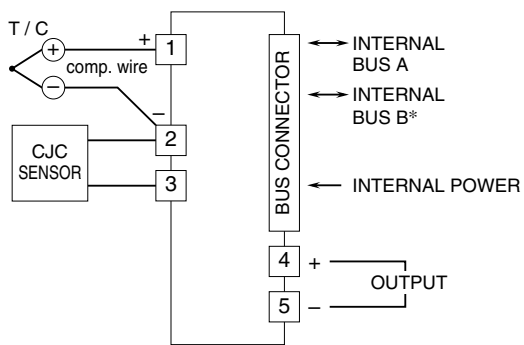 T / C
+
comp. wire
−
+
1
−
2
3
CJC
SENSOR
BUS CONNECTOR
INTERNAL
BUS A
INTERNAL
BUS B*
INTERNAL POWER
4
+
OUTPUT
5
−